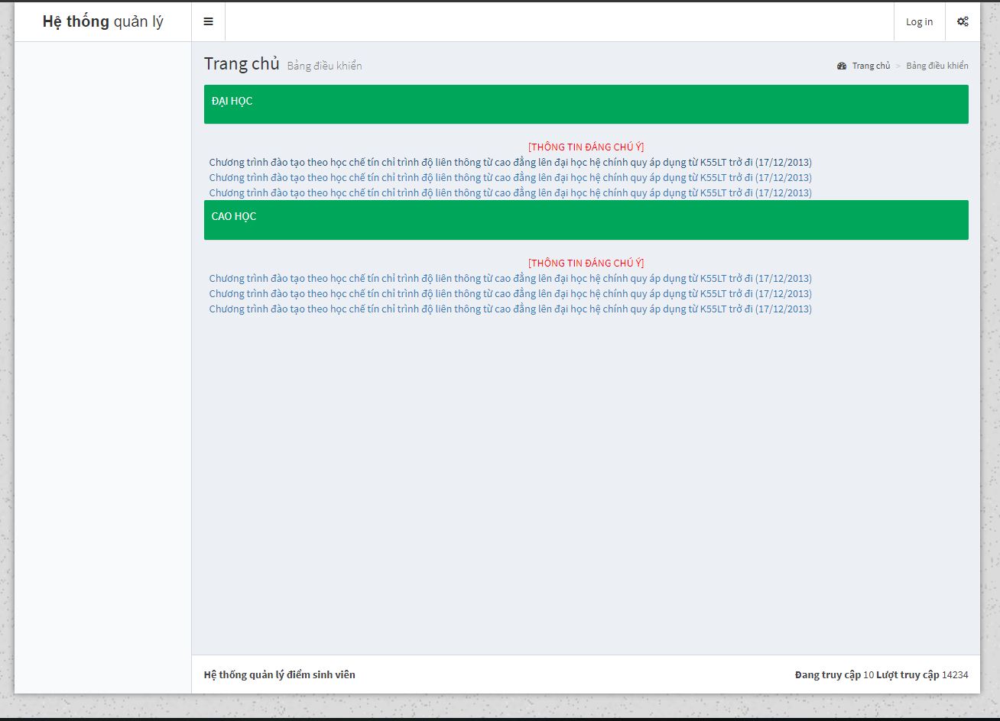 Hệ thống quản lý
Log in
Trang chủ Bảng điều khiển
Trang chủ > Bảng điều khiển
ĐẠI HỌC
[THÔNG TIN ĐÁNG CHÚ Ý]
Chương trình đào tạo theo học chế tín chỉ trình độ liên thông từ cao đẳng lên đại học hệ chính quy áp dụng từ K55LT trở đi (17/12/2013)
Chương trình đào tạo theo học chế tín chỉ trình độ liên thông từ cao đẳng lên đại học hệ chính quy áp dụng từ K55LT trở đi (17/12/2013)
Chương trình đào tạo theo học chế tín chỉ trình độ liên thông từ cao đẳng lên đại học hệ chính quy áp dụng từ K55LT trở đi (17/12/2013)
CAO HỌC
[THÔNG TIN ĐÁNG CHÚ Ý]
Chương trình đào tạo theo học chế tín chỉ trình độ liên thông từ cao đẳng lên đại học hệ chính quy áp dụng từ K55LT trở đi (17/12/2013)
Chương trình đào tạo theo học chế tín chỉ trình độ liên thông từ cao đẳng lên đại học hệ chính quy áp dụng từ K55LT trở đi (17/12/2013)
Chương trình đào tạo theo học chế tín chỉ trình độ liên thông từ cao đẳng lên đại học hệ chính quy áp dụng từ K55LT trở đi (17/12/2013)
Hệ thống quản lý điểm sinh viên
Đang truy cập 10 Lượt truy cập 14234